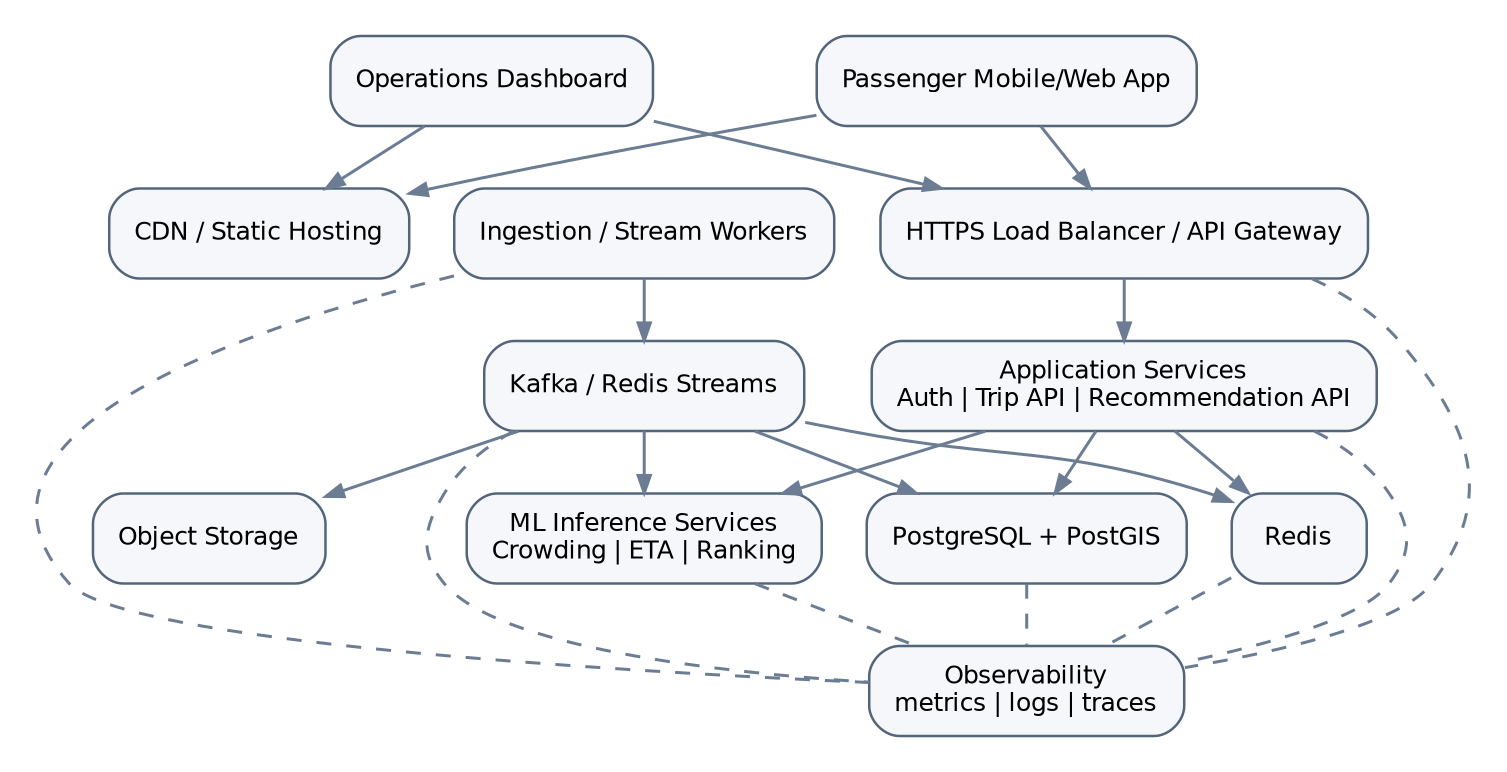 Operations Dashboard
Passenger Mobile/Web App
CDN / Static Hosting
Ingestion / Stream Workers
HTTPS Load Balancer / API Gateway
Kafka / Redis Streams
Application Services
Auth | Trip API | Recommendation API
Object Storage
ML Inference Services
Crowding | ETA | Ranking
PostgreSQL + PostGIS
Redis
Observability
metrics | logs | traces